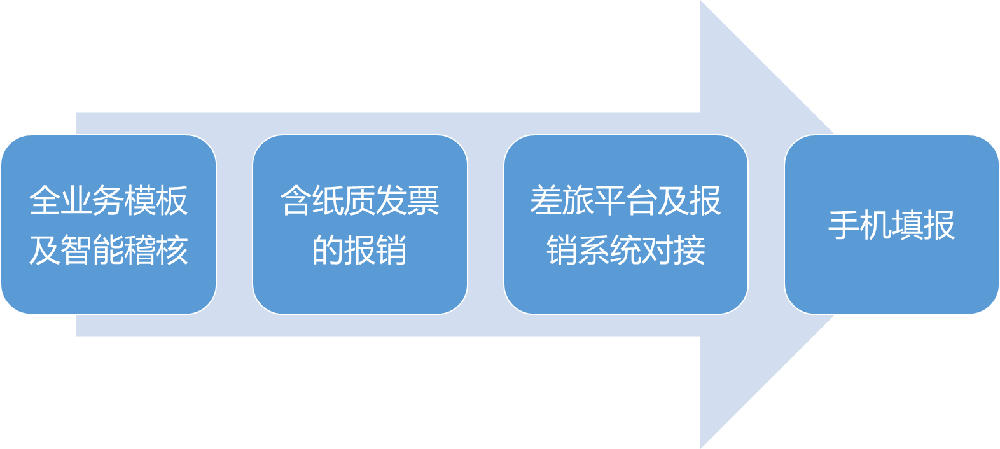 全业务模板
及智能稽核
含纸质发票
的报销
差旅平台及报
销系统对接
手机填报